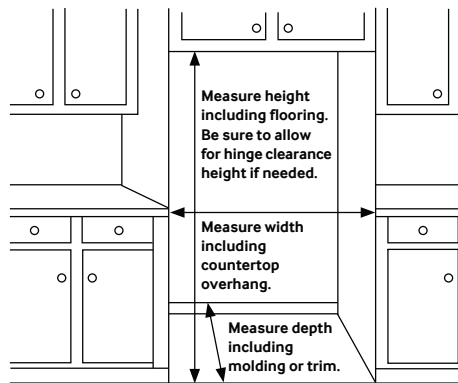 Measure height
including flooring.
Be sure to allow
for hinge clearance
height if needed.
Measure width
including
countertop
overhang.
Measure depth
including
molding or trim.